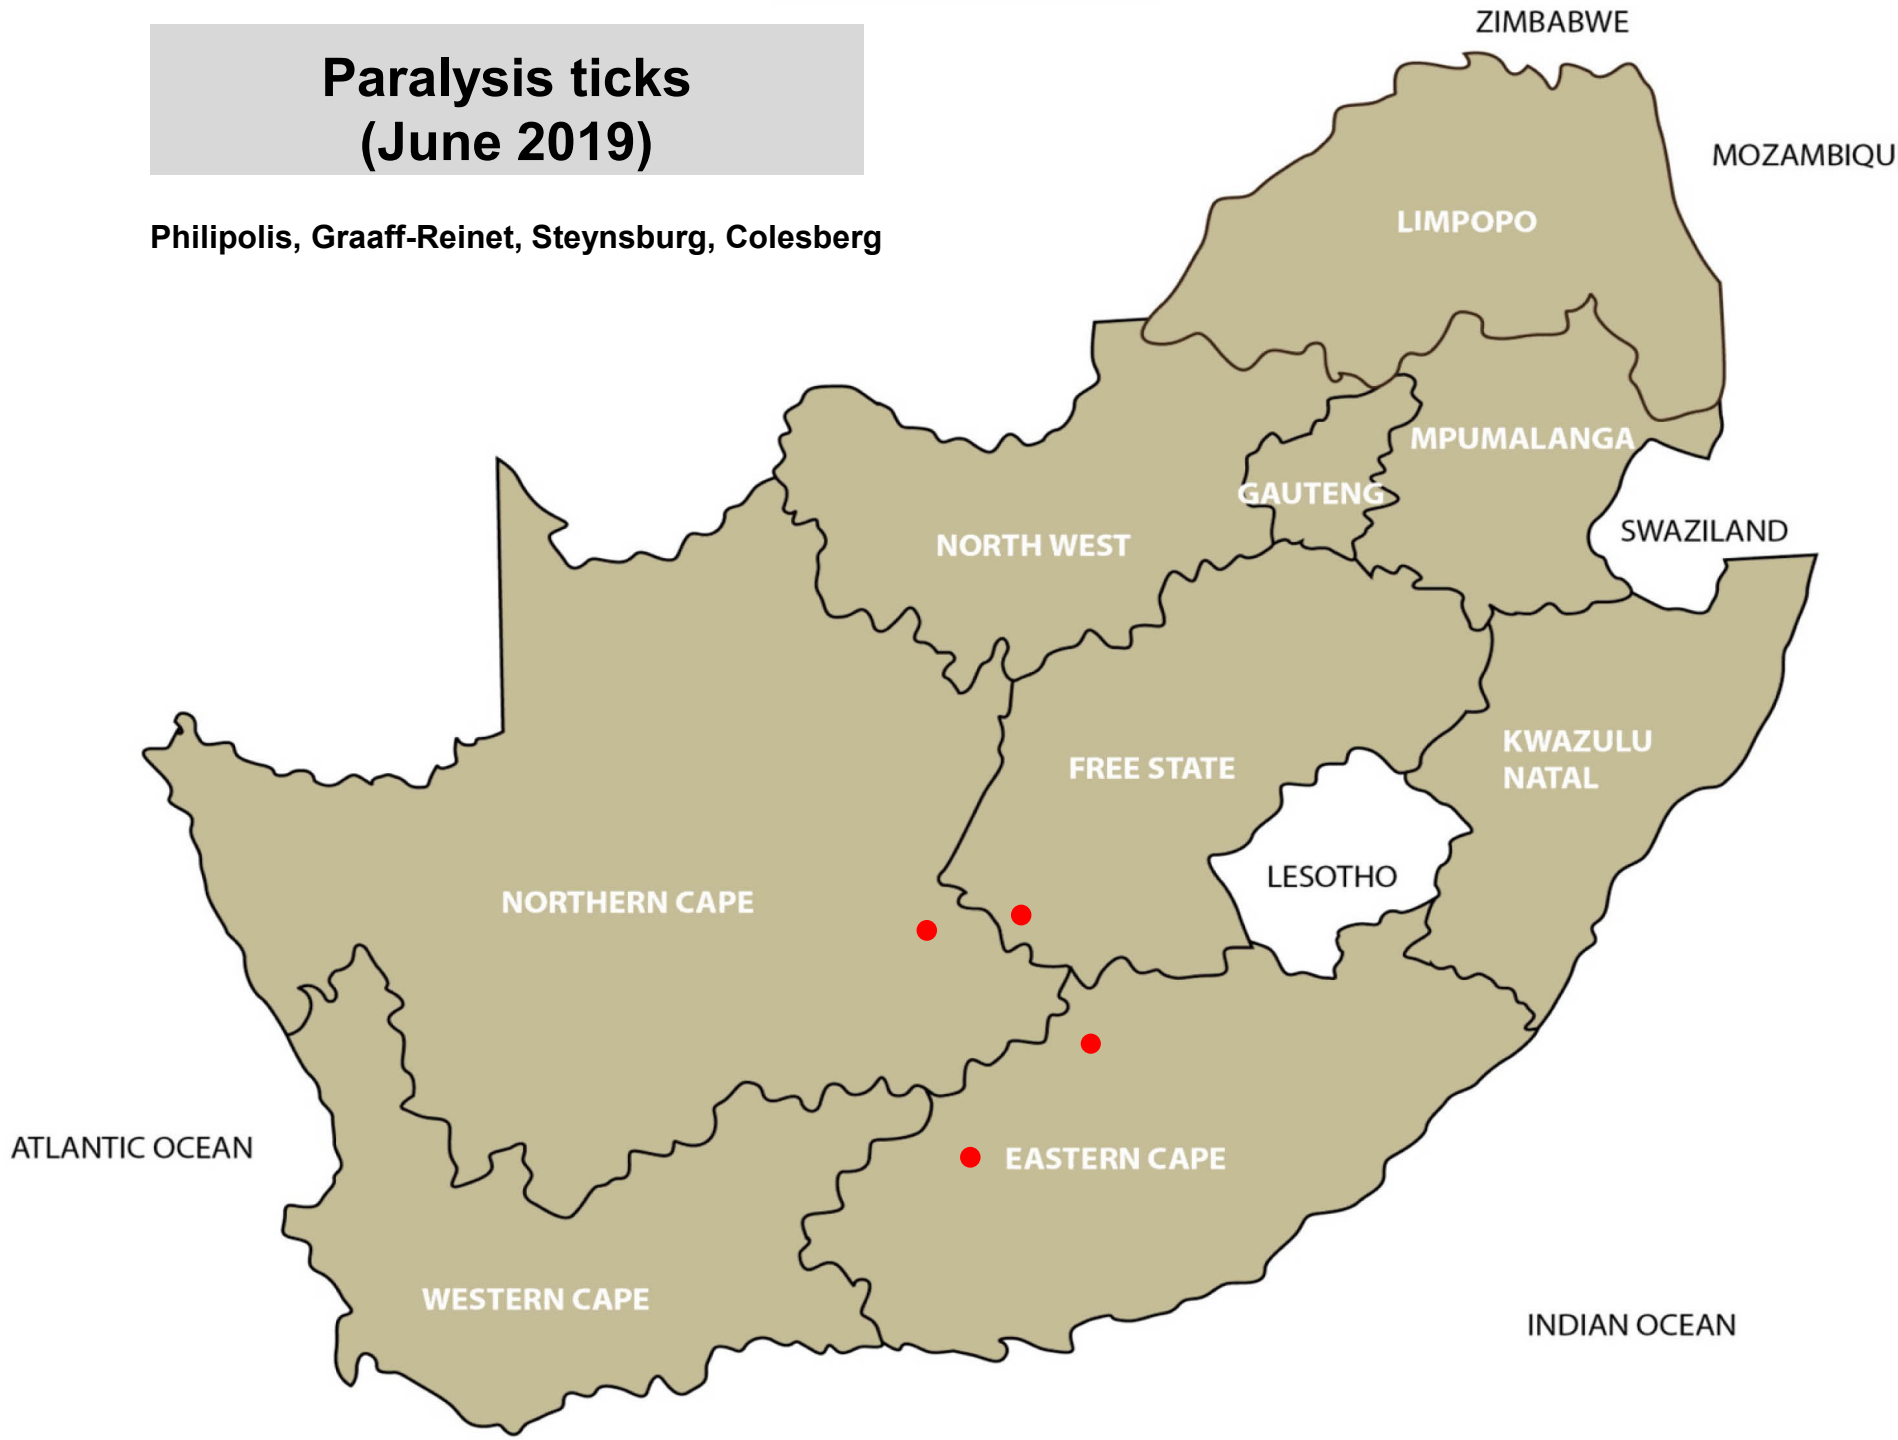 Paralysis ticks
(June 2019)
Philipolis, Graaff-Reinet, Steynsburg, Colesberg
ZIMBABWE
MOZAMBIQU
LIMPOPO
MPUMALANGA
GAUTENG
SWAZILAND
NORTH WEST
KWAZULU
NATAL
FREE STATE
LESOTHO
NORTHERN CAPE
ATLANTIC OCEAN
EASTERN CAPE
WESTERN CAPE
INDIAN OCEAN